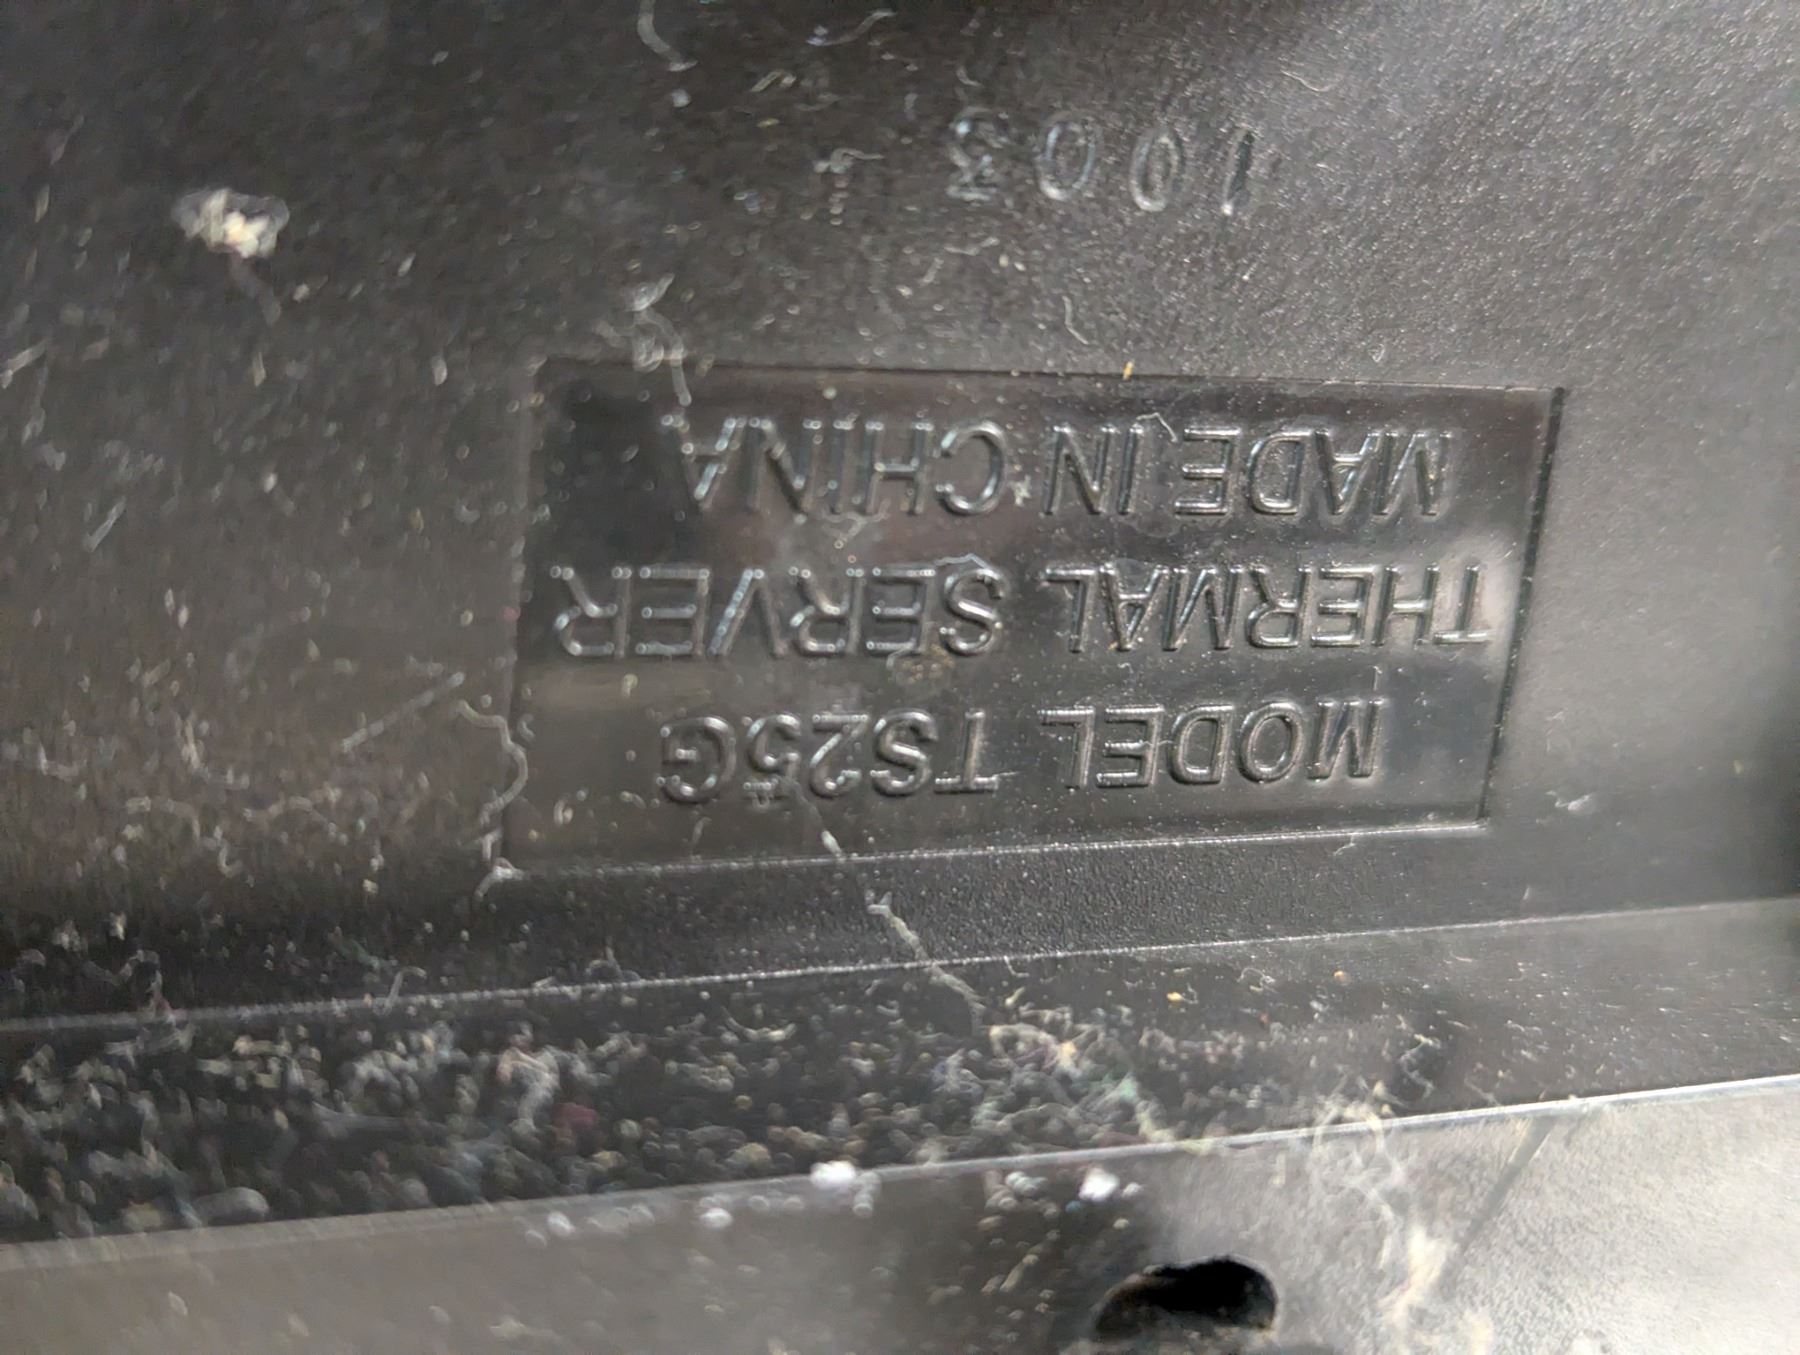 MODEL TS25G
THERMAL SERVER
MADE IN CHINA
1003